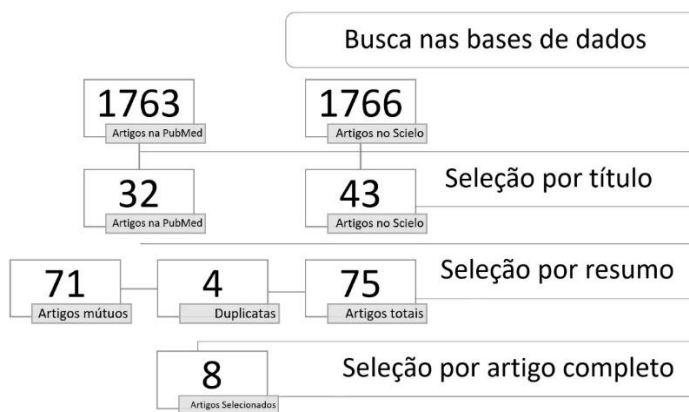 Busca nas bases de dados
1763
Artigos na PubMed
1766
Artigos no Scielo
32
Artigos na PubMed
43
Artigos no Scielo
Seleção por título
71
Artigos mútuos
4
Duplicatas
75
Artigos totais
Seleção por resumo
8
Artigos Selecionados
Seleção por artigo completo